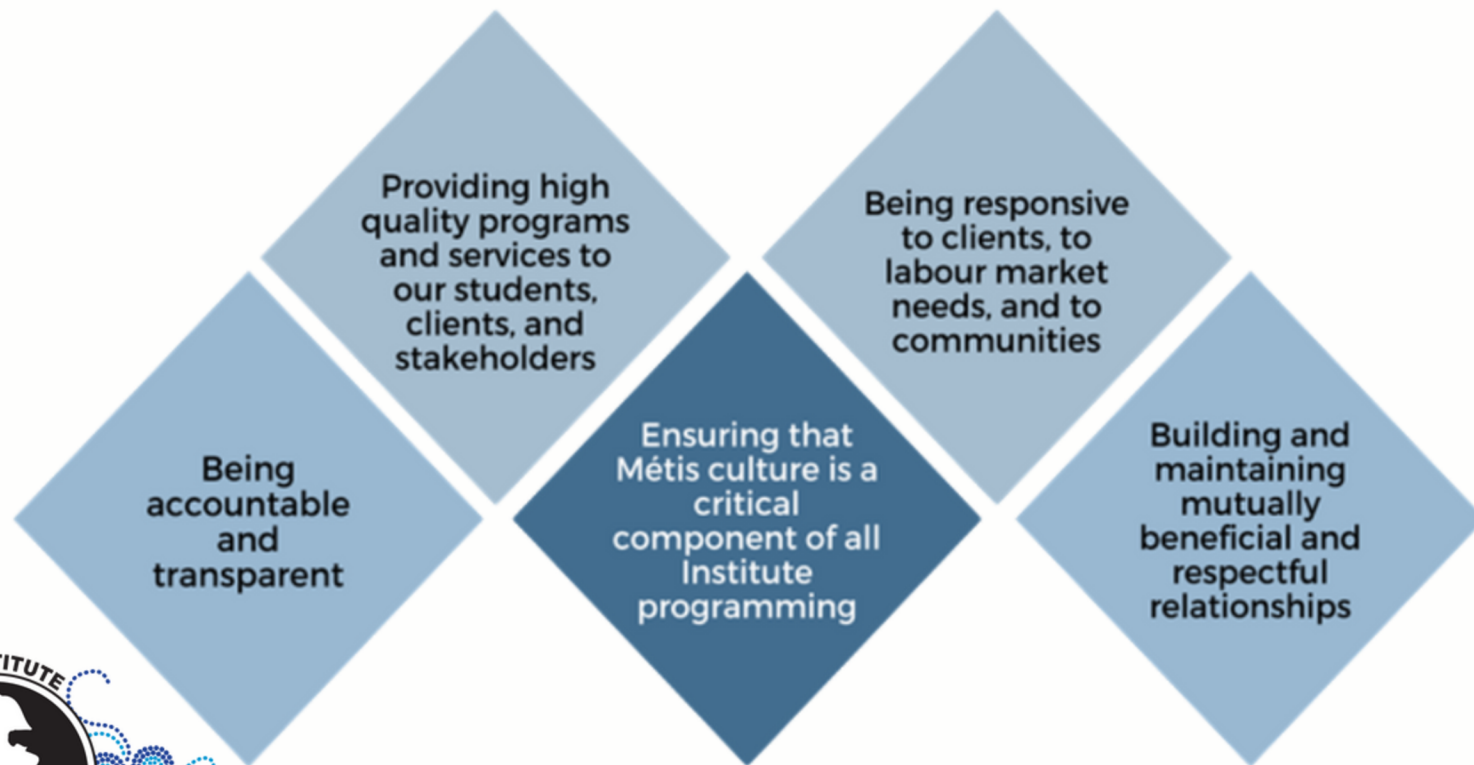 Providing high
quality programs
and services to
our students,
clients, and
stakeholders
Being responsive
to clients, to
labour market
needs, and to
communities
Being
accountable
and
transparent
Ensuring that
Métis culture is a
critical
component of all
Institute
programming
Building and
maintaining
mutually
beneficial and
respectful
relationships